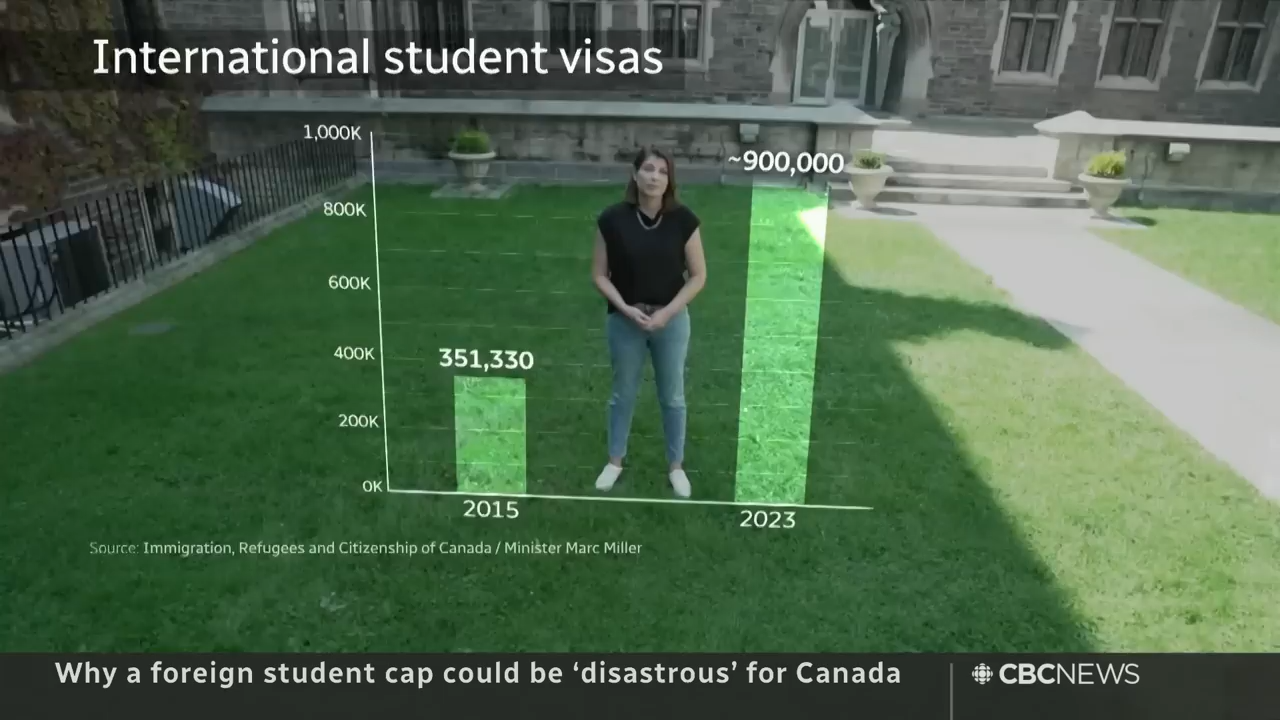 International student visas
1,000K
~900,000
800K
600K
400K
351,330
200K
0K
2015
2023
Source: Immigration, Refugees and Citizenship of Canada / Minister Marc Miller
Why a foreign student cap could be ‘disastrous’ for Canada
CBCNEWS